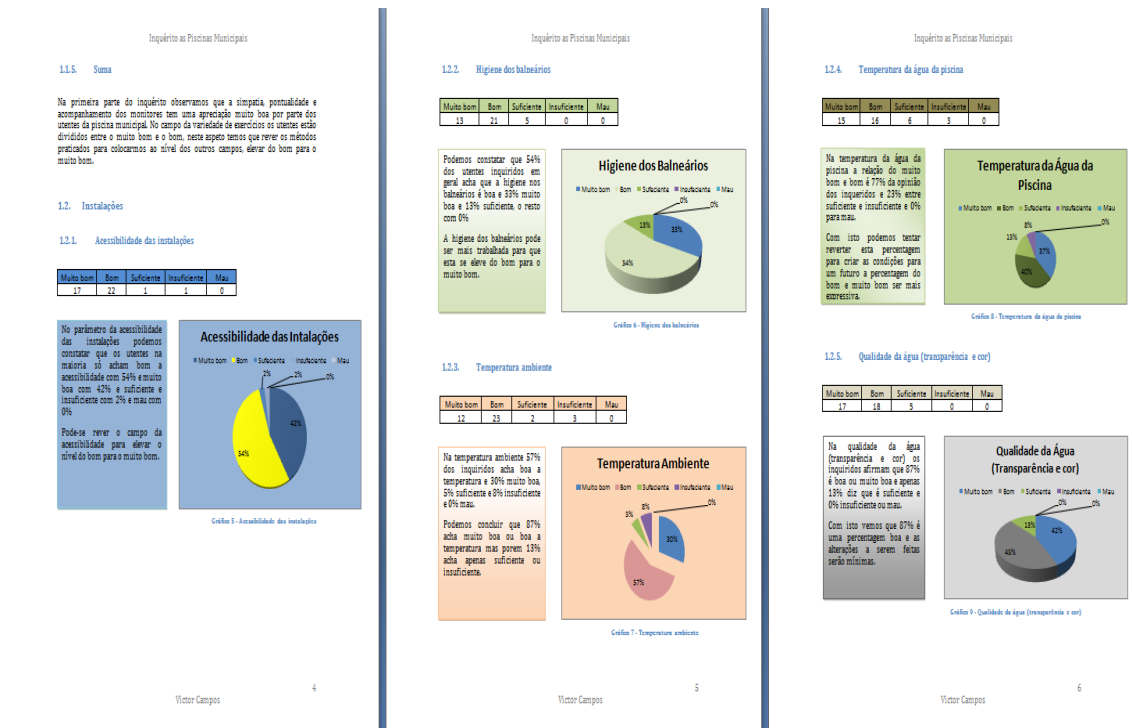 Inquérito as Piscinas Municipais
1.1.5. Suma
Na primeira parte do inquérito observamos que a simpatia, pontualidade e
acompanhamento dos monitores tem uma apreciação muito boa por parte dos
utentes da piscina municipal. No campo da variedade de exercícios os utentes estão
divididos entre o muito bom e o bom, neste aspeto temos que rever os métodos
praticados para colocarmos ao nível dos outros campos, elevar do bom para o
muito bom.
1.2. Instalações
1.2.1. Acessibilidade das instalações
Muito bom Bom Suficiente Insuficiente Mau
17 22 1 1 0
No parâmetro da acessibilidade
das instalações podemos
constatar que os utentes na
maioria só acham bom a
acessibilidade com 54% e muito
boa com 42% e suficiente e
insuficiente com 2% e mau com
0%
Pode-se rever o campo da
acessibilidade para elevar o
nível do bom para o muito bom.
Acessibilidade das Intalações
Muito bom Bom Sufeciente Insufeciente Mau
2% 2% 0%
42%
54%
Gráfico 5 - Acessibilidade das instalações
4
Victor Campos
Inquérito as Piscinas Municipais
1.2.2. Higiene dos balneários
Muito bom Bom Suficiente Insuficiente Mau
13 21 5 0 0
Podemos constatar que 54%
dos utentes inquiridos em
geral acha que a higiene nos
balneários é boa e 33% muito
boa e 13% suficiente, o resto
com 0%
A higiene dos balneários pode
ser mais trabalhada para que
esta se eleve do bom para o
muito bom.
Higiene dos Balneários
Muito bom Bom Sufeciente Insufeciente Mau
0% 0%
13% 33%
54%
Gráfico 6 - Higiene dos balneários
1.2.3. Temperatura ambiente
Muito bom Bom Suficiente Insuficiente Mau
12 23 2 3 0
Na temperatura ambiente 57%
dos inquiridos acha boa a
temperatura e 30% muito boa,
5% suficiente e 8% insuficiente
e 0% mau.
Podemos concluir que 87%
acha muito boa ou boa a
temperatura mas porem 13%
acha apenas suficiente ou
insuficiente.
Temperatura Ambiente
Muito bom Bom Sufeciente Insufeciente Mau
5% 8% 0%
30%
57%
Gráfico 7 - Temperatura ambiente
5
Victor Campos
Inquérito as Piscinas Municipais
1.2.4. Temperatura da água da piscina
Muito bom Bom Suficiente Insuficiente Mau
15 16 6 3 0
Na temperatura da água da
piscina a relação do muito
bom e bom é 77% da opinião
dos inqueridos e 23% entre
suficiente e insuficiente e 0%
para mau.
Com isto podemos tentar
reverter esta percentagem
para criar as condições para
um futuro a percentagem do
bom e muito bom ser mais
expressiva.
Temperatura da Água da
Piscina
Muito bom Bom Sufeciente Insufeciente Mau
8% 0%
15%
37%
40%
Gráfico 8 - Temperatura da água da piscina
1.2.5. Qualidade da água (transparência e cor)
Muito bom Bom Suficiente Insuficiente Mau
17 18 5 0 0
Na qualidade da água
(transparência e cor) os
inquiridos afirmam que 87%
é boa ou muito boa e apenas
13% diz que é suficiente e
0% insuficiente ou mau.
Com isto vemos que 87% é
uma percentagem boa e as
alterações a serem feitas
serão mínimas.
Qualidade da Água
(Transparência e cor)
Muito bom Bom Sufeciente Insufeciente Mau
0% 0%
13% 42%
45%
Gráfico 9 - Qualidade da água (transparência e cor)
6
Victor Campos